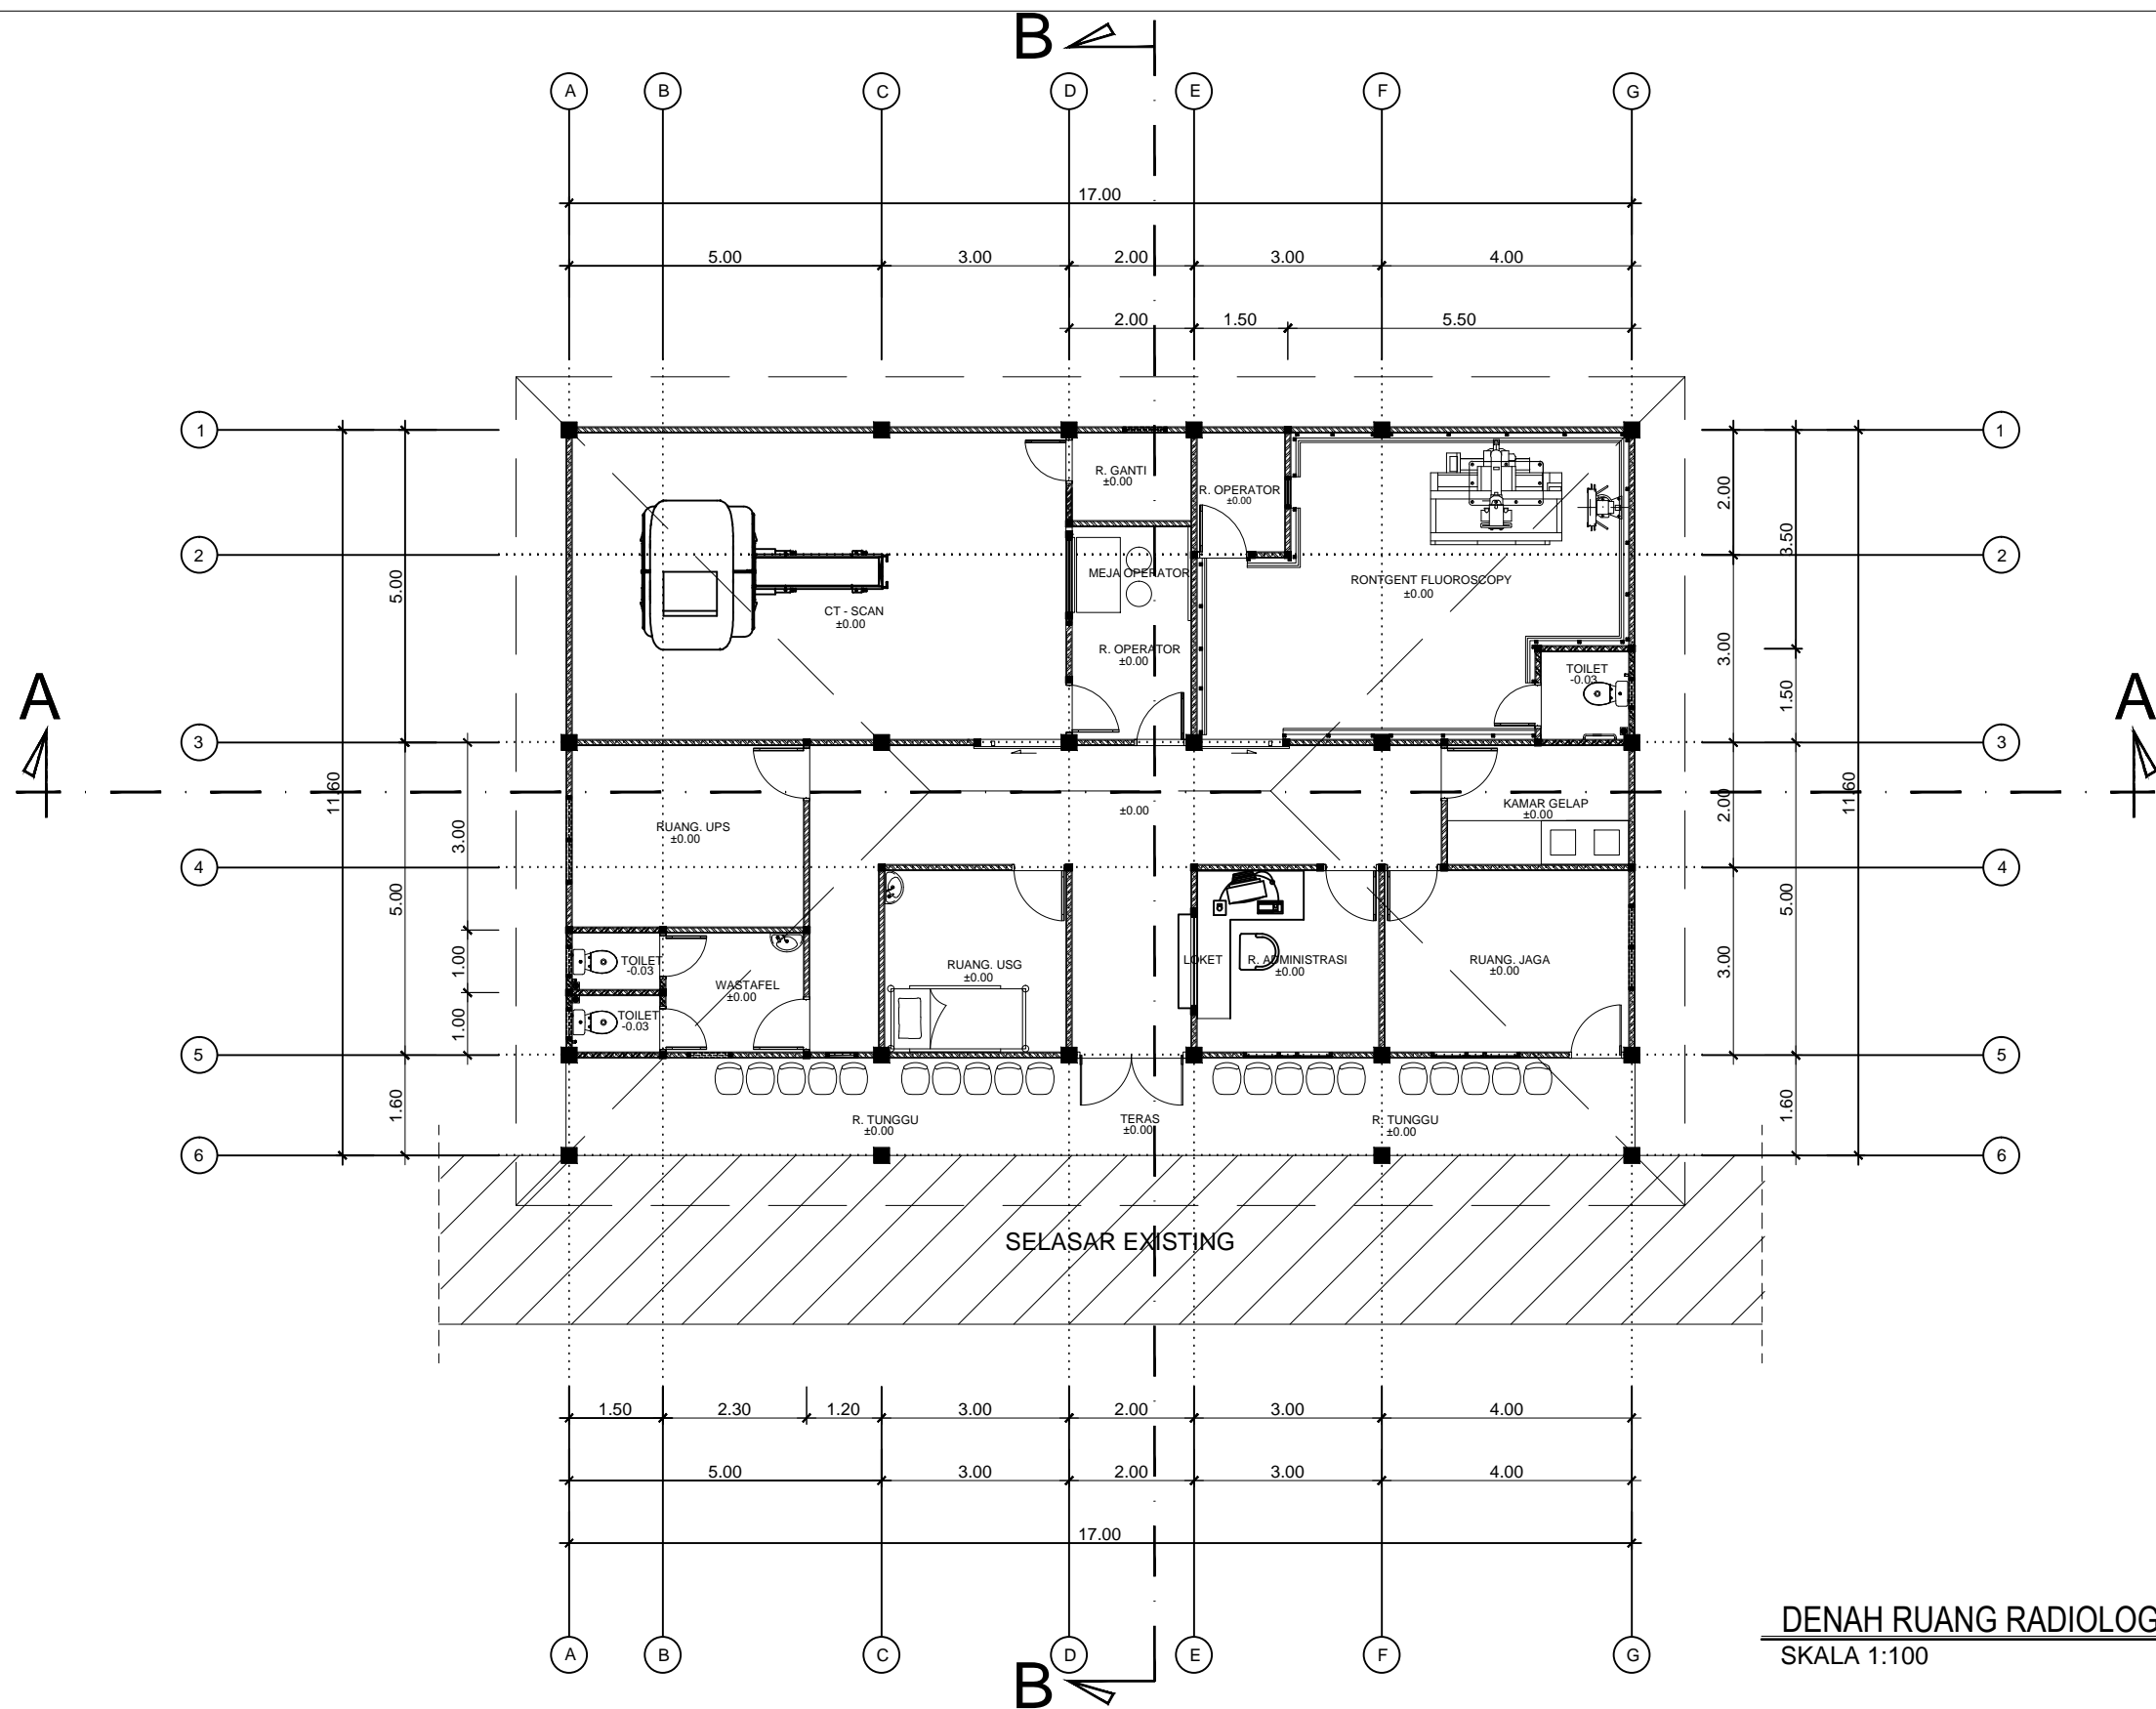 B
A B C D E F G
17.00
5.00 3.00 2.00 3.00 4.00
2.00 1.50 5.50
1 1
R. GANTI
±0.00
R. OPERATOR
±0.00
2.00
3.50
2 2
5.00
MEJA OPERATOR
RONTGENT FLUOROSCOPY
±0.00
CT - SCAN
±0.00
R. OPERATOR
±0.00
3.00
TOILET
-0.03
A A
1.50
3 3
11.60
2.00
11.60
KAMAR GELAP
±0.00
±0.00
RUANG. UPS
±0.00
3.00
4 4
5.00
5.00
TOILET
-0.03
1.00
RUANG. USG
±0.00
LOKET
R. ADMINISTRASI
±0.00
RUANG. JAGA
±0.00
3.00
WASTAFEL
±0.00
TOILET
-0.03
1.00
5 5
1.60
R. TUNGGU
±0.00
TERAS
±0.00
R. TUNGGU
±0.00
1.60
6 6
SELASAR EXISTING
1.50 2.30 1.20 3.00 2.00 3.00 4.00
5.00 3.00 2.00 3.00 4.00
17.00
DENAH RUANG RADIOLOG
SKALA 1:100
A B C D E F G
B